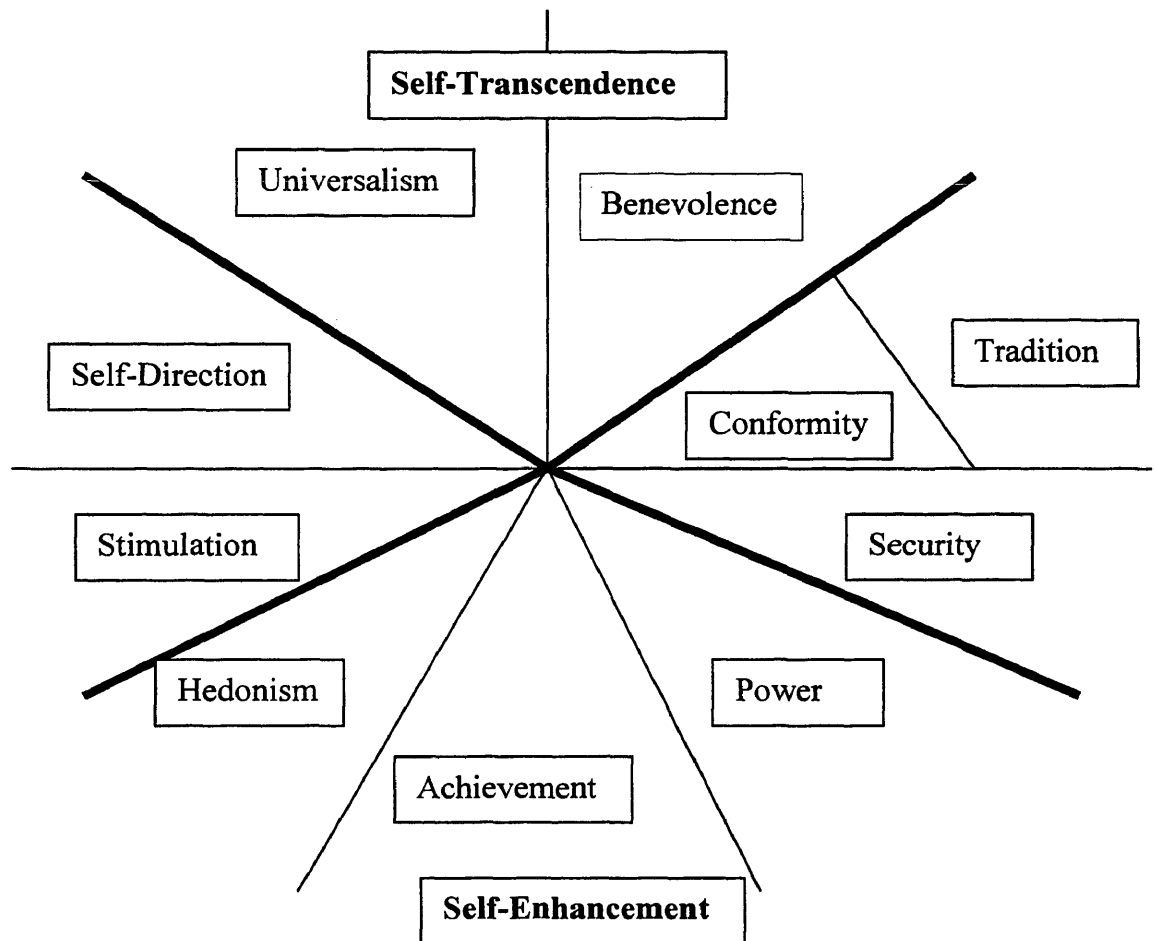 Self-Transcendence
Universalism
Benevolence
Tradition
Self-Direction
Conformity
Stimulation
Security
Hedonism
Power
Achievement
Self-Enhancement